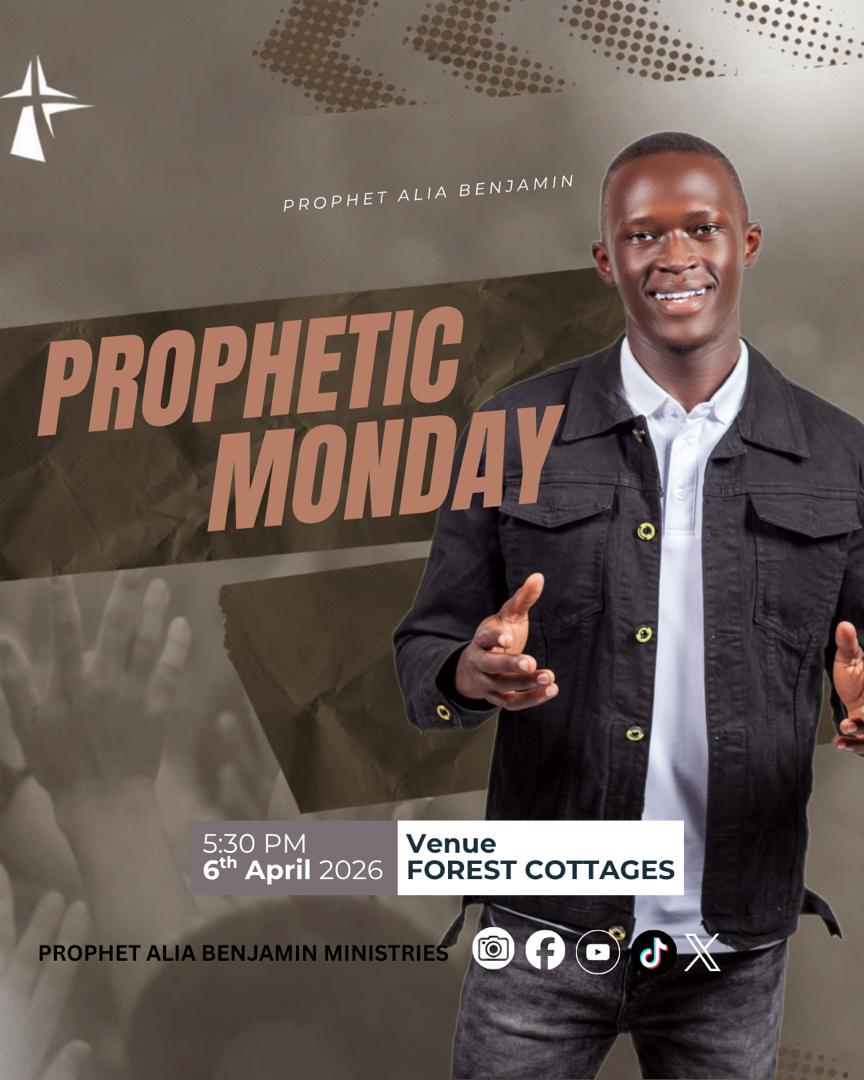 PROPHET ALIA BENJAMIN
PROPHETIC
MONDAY
5:30 PM
6th April 2026
Venue
FOREST COTTAGES
PROPHET ALIA BENJAMIN MINISTRIES